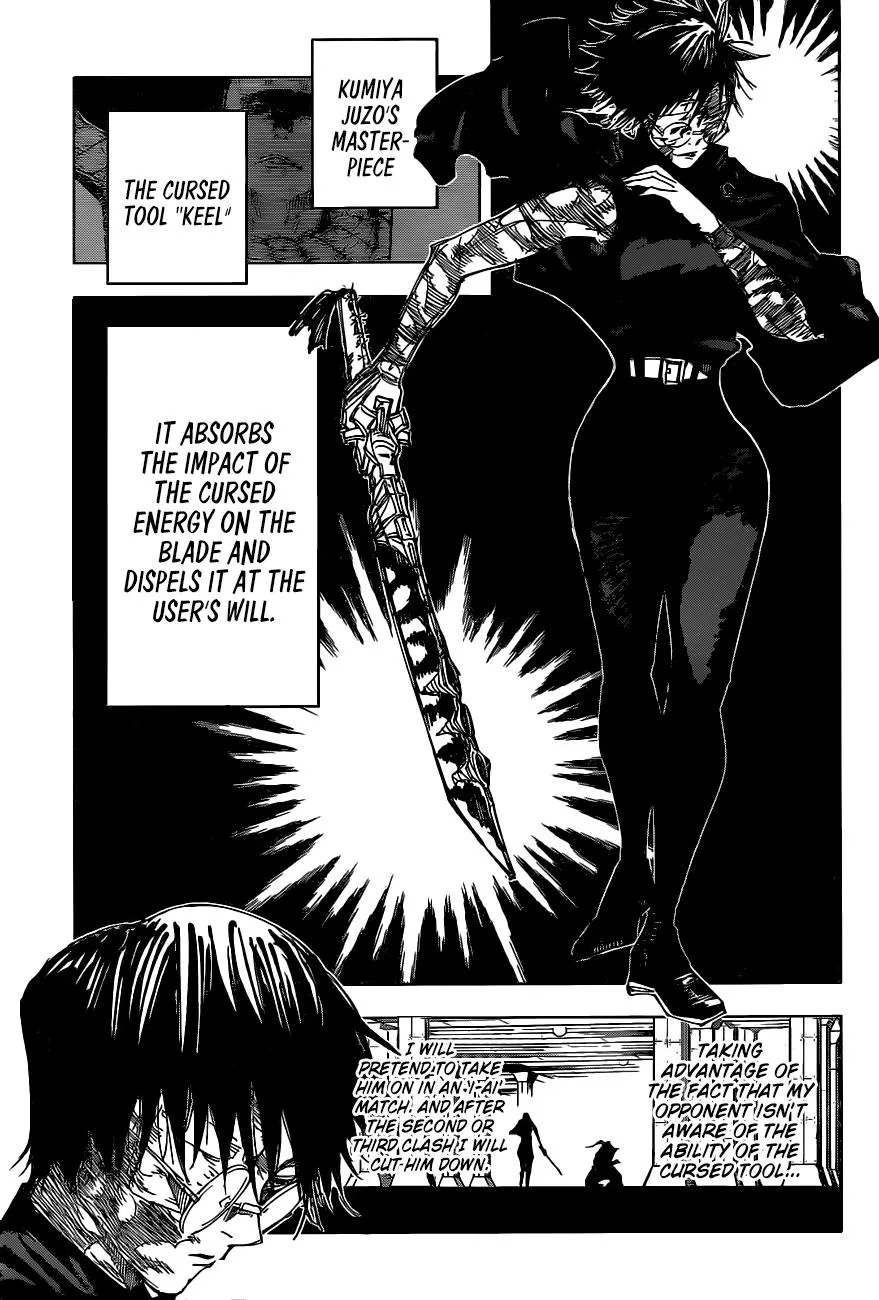 KUMIYA
JUZO'S
MASTER-
PIECE
THE CURSED
TOOL "KEEL"
IT ABSORBS
THE IMPACT OF
THE CURSED
ENERGY ON THE
BLADE AND
DISPELS IT AT THE
USER'S WILL.
TAKING
ADVANTAGE OF
THE FACT THAT MY
OPPONENT ISN'T
AWARE OF THE
ABILITY OF THE
CURSED TOOL!...
I WILL
PRETEND TO TAKE
HIM ON IN AN 'I-AI'
MATCH. AND AFTER
THE SECOND OR
THIRD CLASH I WILL
CUT HIM DOWN.